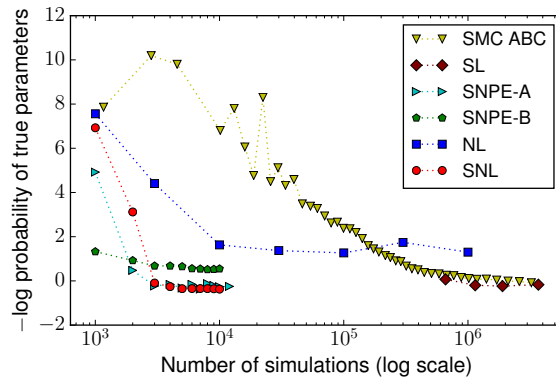 12
10
8
6
4
2
0
−2
−log probability of true parameters
SMC ABC
SL
SNPE-A
SNPE-B
NL
SNL
10^3
10^4
10^5
10^6
Number of simulations (log scale)